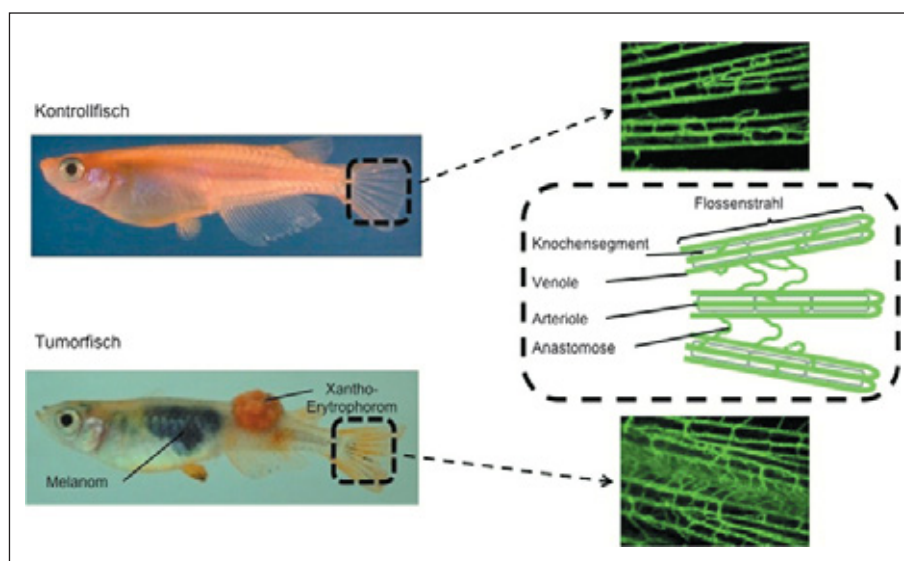 Kontrollfisch
Flossenstrahl
Knochensegment
Venole
Arteriole
Anastomose
Tumorfisch
Xantho-
Erytrophorom
Melanom